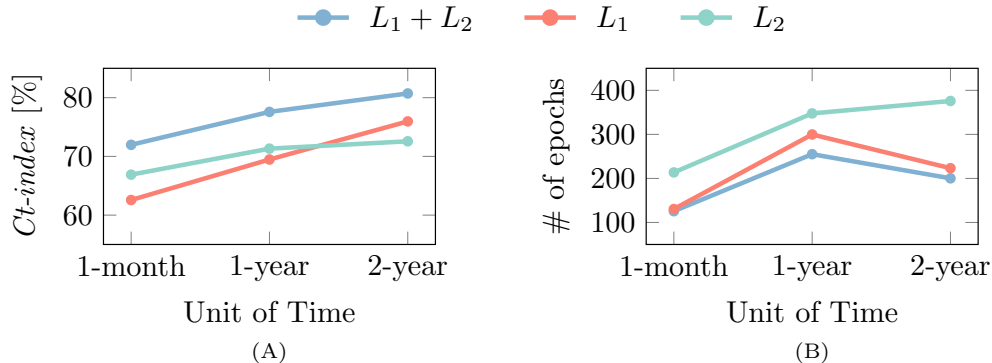 L1 + L2 L1 L2
Ct-index [%]
80
70
60
1-month 1-year 2-year
Unit of Time
(A)
# of epochs
400
300
200
100
1-month 1-year 2-year
Unit of Time
(B)